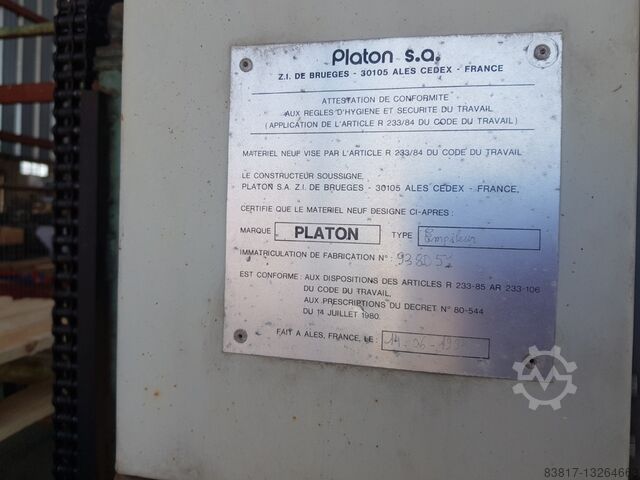 Platon s.a.
Z.I. DE BRUEGES - 30105 ALES CEDEX - FRANCE
ATTESTATION DE CONFORMITE
AUX REGLES D'HYGIENE ET SECURITE DU TRAVAIL
(APPLICATION DE L'ARTICLE R 233/84 DU CODE DU TRAVAIL)
MATERIEL NEUF VISE PAR L'ARTICLE R 233/84 DU CODE DU TRAVAIL
LE CONSTRUCTEUR SOUSSIGNE,
PLATON S.A. Z.I. DE BRUEGES - 30105 ALES CEDEX - FRANCE,
CERTIFIE QUE LE MATERIEL NEUF DESIGNE CI-APRES :
MARQUE PLATON TYPE Empileur
IMMATRICULATION DE FABRICATION N° :
EST CONFORME : AUX DISPOSITIONS DES ARTICLES R 233-85 AR 233-106
DU CODE DU TRAVAIL,
AUX PRESCRIPTIONS DU DECRET N° 80-544
DU 14 JUILLET 1980.
FAIT A ALES, FRANCE, LE :
83817-13264663